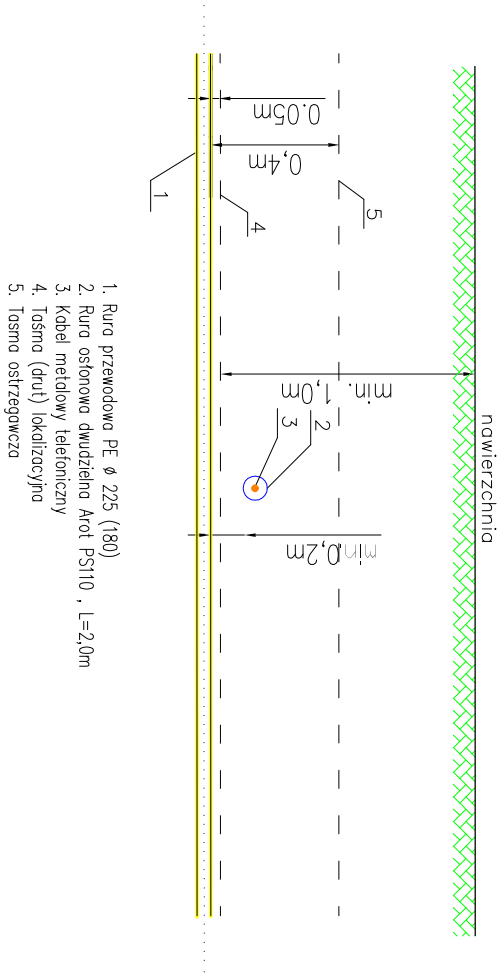 nawierzchnia
0.05m
0,4m
min. 1,0m
min.0,2m
1
4
5
3
2
1. Rura przewodowa PE ø 225 (180)
2. Rura osłonowa dwudzielna Arot PS110 , L=2,0m
3. Kabel metalowy telefoniczny
4. Taśma (drut) lokalizacyjna
5. Tasma ostrzegawcza